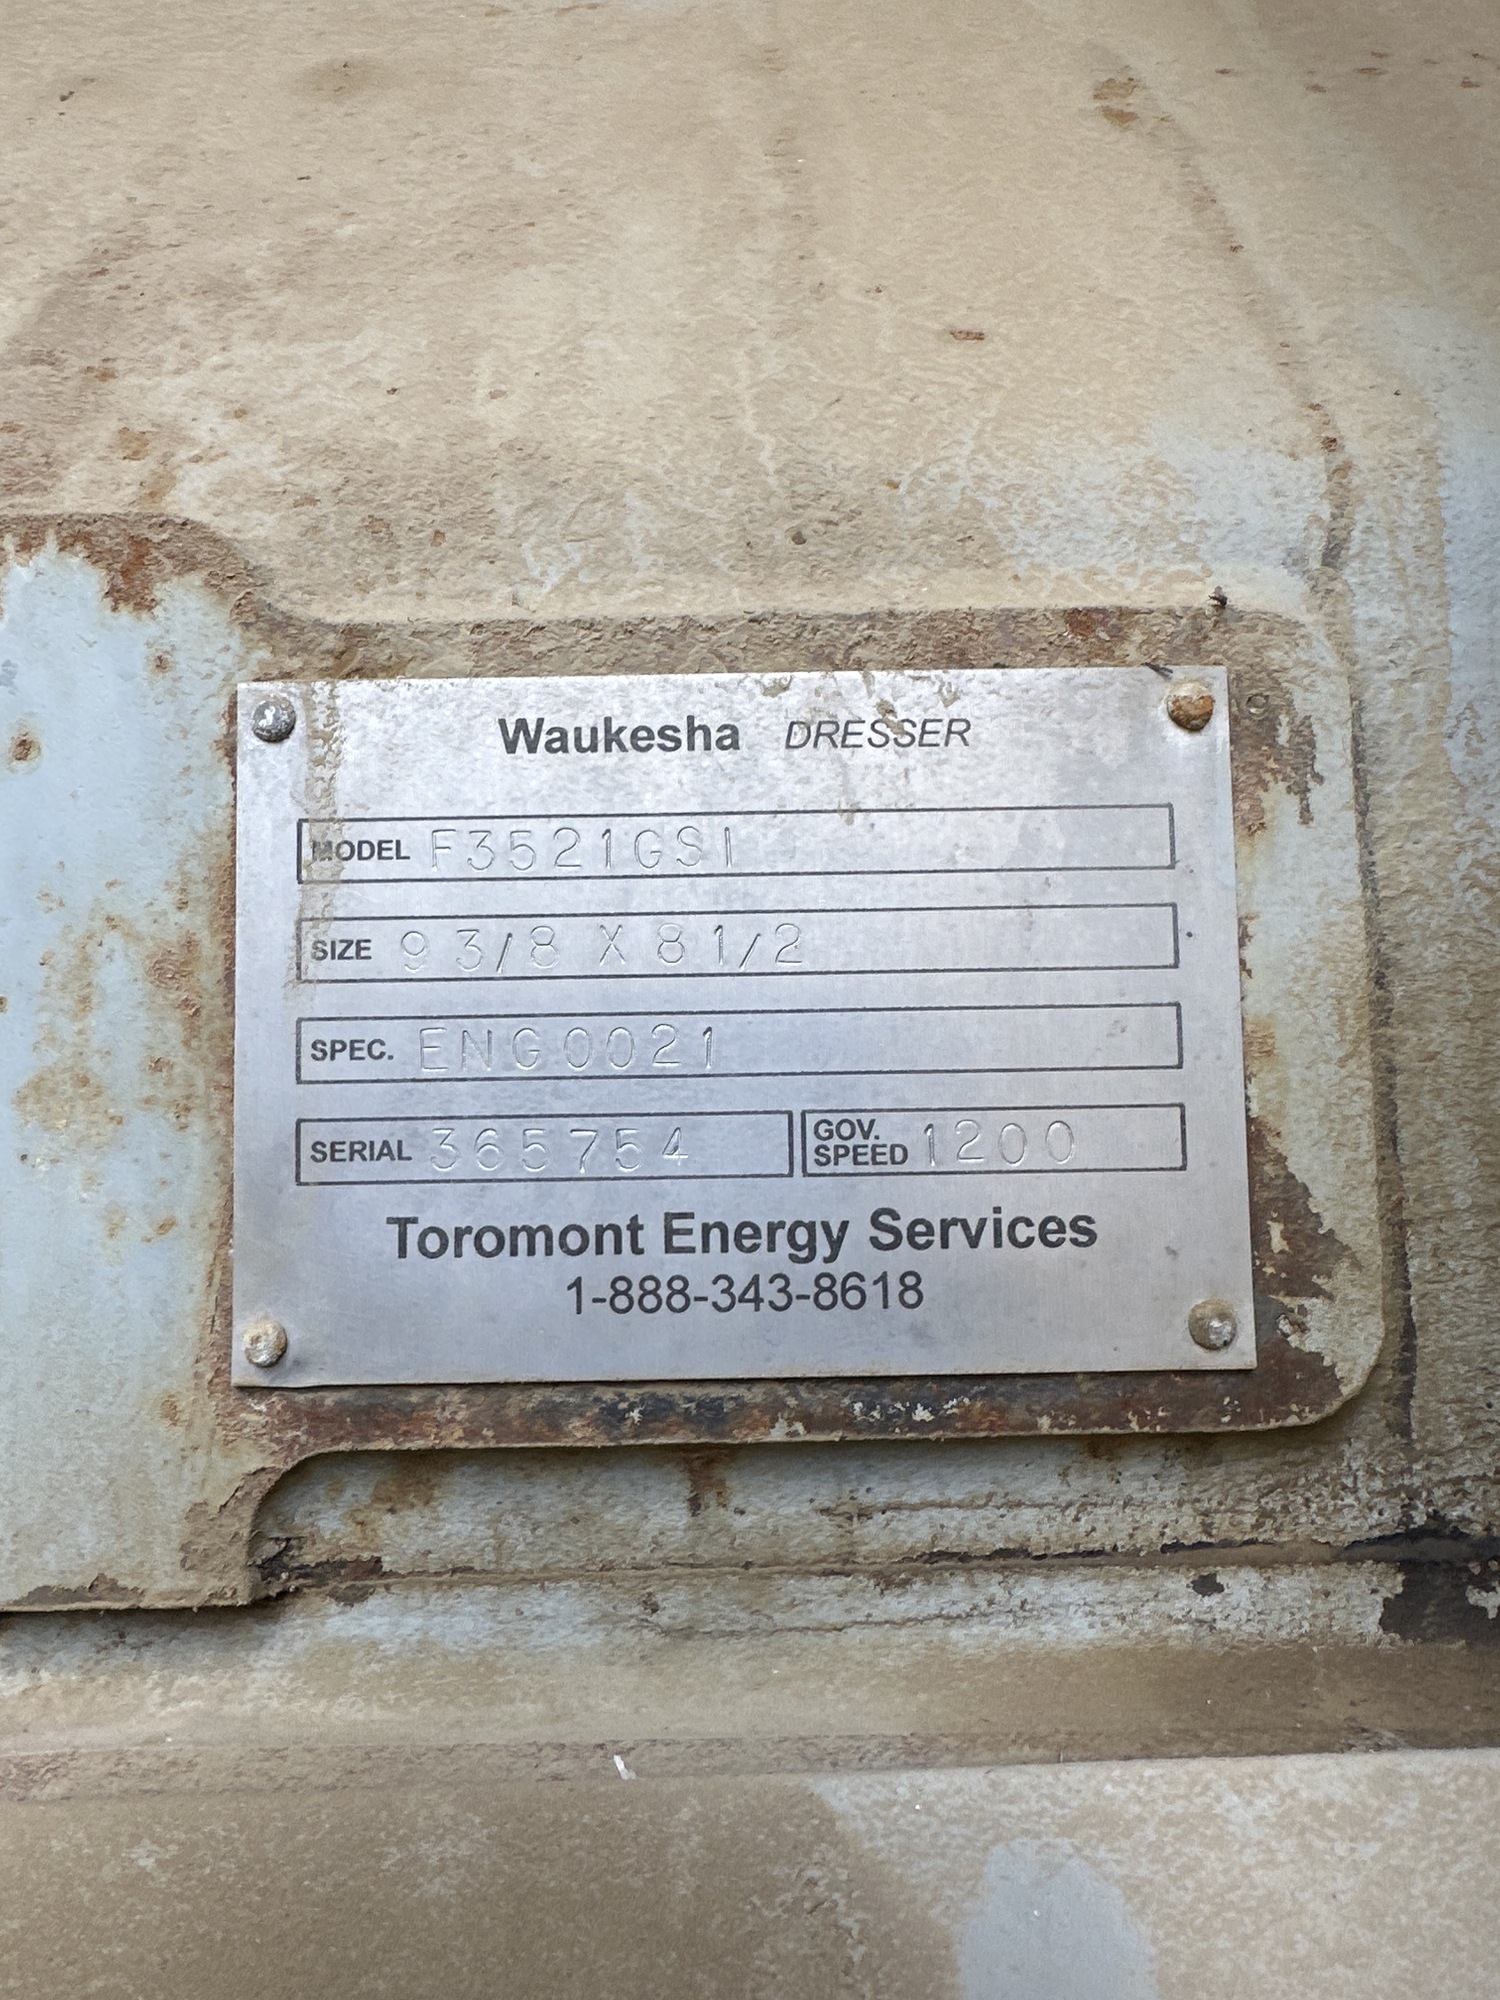 Waukesha DRESSER
MODEL F3521GSI
SIZE 9 3/8 X 8 1/2
SPEC. ENG0021
SERIAL 365754 GOV. SPEED 1200
Toromont Energy Services
1-888-343-8618